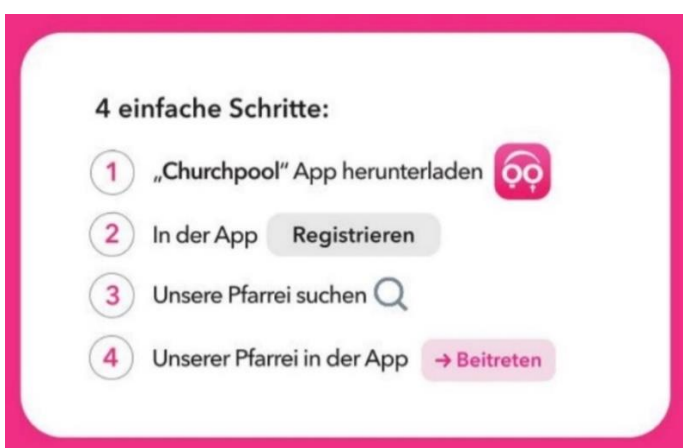 4 einfache Schritte:
1 „Churchpool“ App herunterladen
2 In der App Registrieren
3 Unsere Pfarrei suchen
4 Unserer Pfarrei in der App → Beitreten